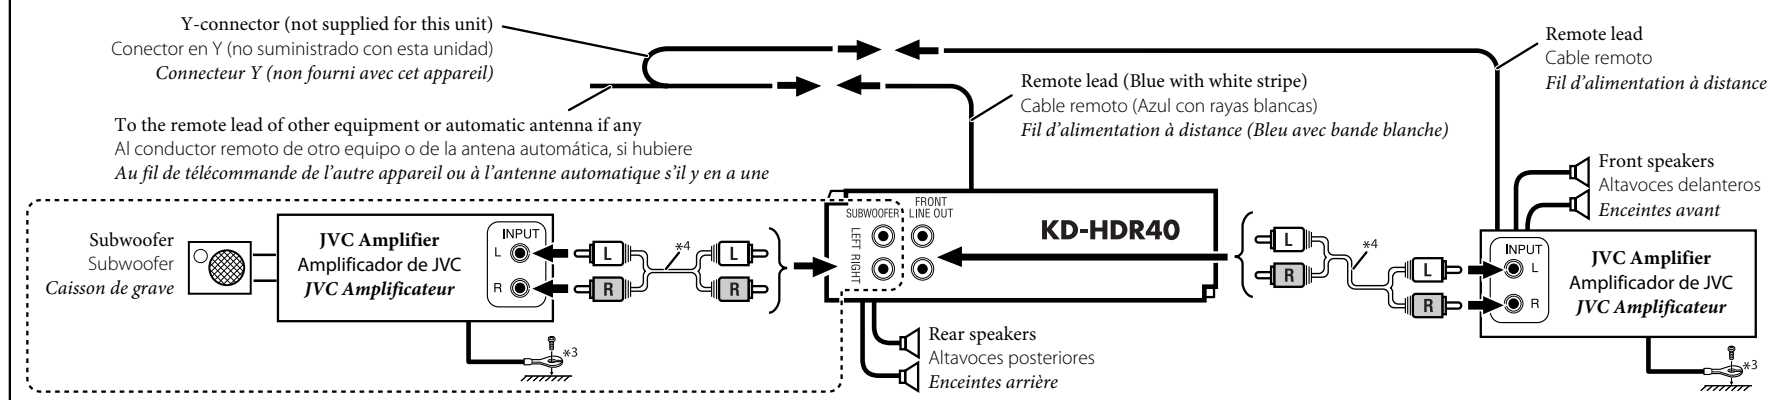 Y-connector (not supplied for this unit)
Conector en Y (no suministrado con esta unidad)
Connecteur Y (non fourni avec cet appareil)
To the remote lead of other equipment or automatic antenna if any
Al conductor remoto de otro equipo o de la antena automática, si hubiere
Au fil de télécommande de l'autre appareil ou à l'antenne automatique s'il y en a une
Remote lead (Blue with white stripe)
Cable remoto (Azul con rayas blancas)
Fil d'alimentation à distance (Bleu avec bande blanche)
Remote lead
Cable remoto
Fil d'alimentation à distance
Front speakers
Altavoces delanteros
Enceintes avant
Subwoofer
Subwoofer
Caisson de grave
JVC Amplifier
Amplificador de JVC
JVC Amplificateur
INPUT
L
R
L
R
*4
L
R
*3
SUBWOOFER
FRONT
LINE OUT
LEFT
RIGHT
KD-HDR40
Rear speakers
Altavoces posteriores
Enceintes arrière
L
R
*4
L
R
INPUT
L
R
JVC Amplifier
Amplificador de JVC
JVC Amplificateur
*3